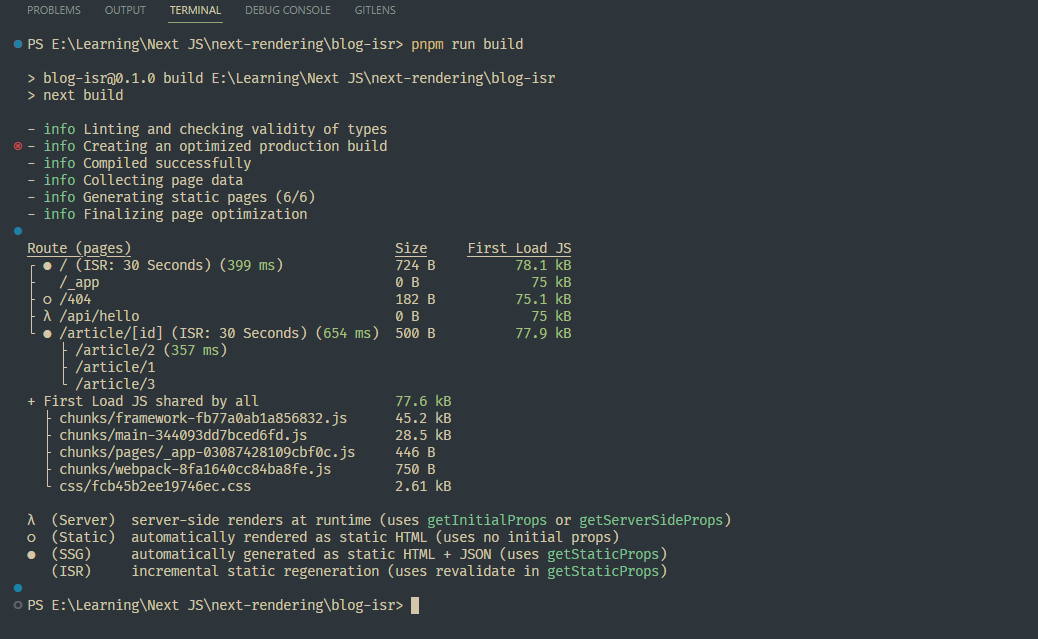 PROBLEMS OUTPUT TERMINAL DEBUG CONSOLE GITLENS
PS E:\Learning\Next JS\next-rendering\blog-isr> pnpm run build
> blog-isr@0.1.0 build E:\Learning\Next JS\next-rendering\blog-isr
> next build
- info Linting and checking validity of types
- info Creating an optimized production build
- info Compiled successfully
- info Collecting page data
- info Generating static pages (6/6)
- info Finalizing page optimization
Route (pages) Size First Load JS
┌ ● / (ISR: 30 Seconds) (399 ms) 724 B 78.1 kB
├ /_app 0 B 75 kB
├ ○ /404 182 B 75.1 kB
├ λ /api/hello 0 B 75 kB
└ ● /article/[id] (ISR: 30 Seconds) (654 ms) 500 B 77.9 kB
├ /article/2 (357 ms)
├ /article/1
└ /article/3
+ First Load JS shared by all 77.6 kB
├ chunks/framework-fb77a0ab1a856832.js 45.2 kB
├ chunks/main-344093dd7bced6fd.js 28.5 kB
├ chunks/pages/_app-03087428109cbf0c.js 446 B
├ chunks/webpack-8fa1640cc84ba8fe.js 750 B
└ css/fcb45b2ee19746ec.css 2.61 kB
λ (Server) server-side renders at runtime (uses getInitialProps or getServerSideProps)
○ (Static) automatically rendered as static HTML (uses no initial props)
● (SSG) automatically generated as static HTML + JSON (uses getStaticProps)
(ISR) incremental static regeneration (uses revalidate in getStaticProps)
PS E:\Learning\Next JS\next-rendering\blog-isr>